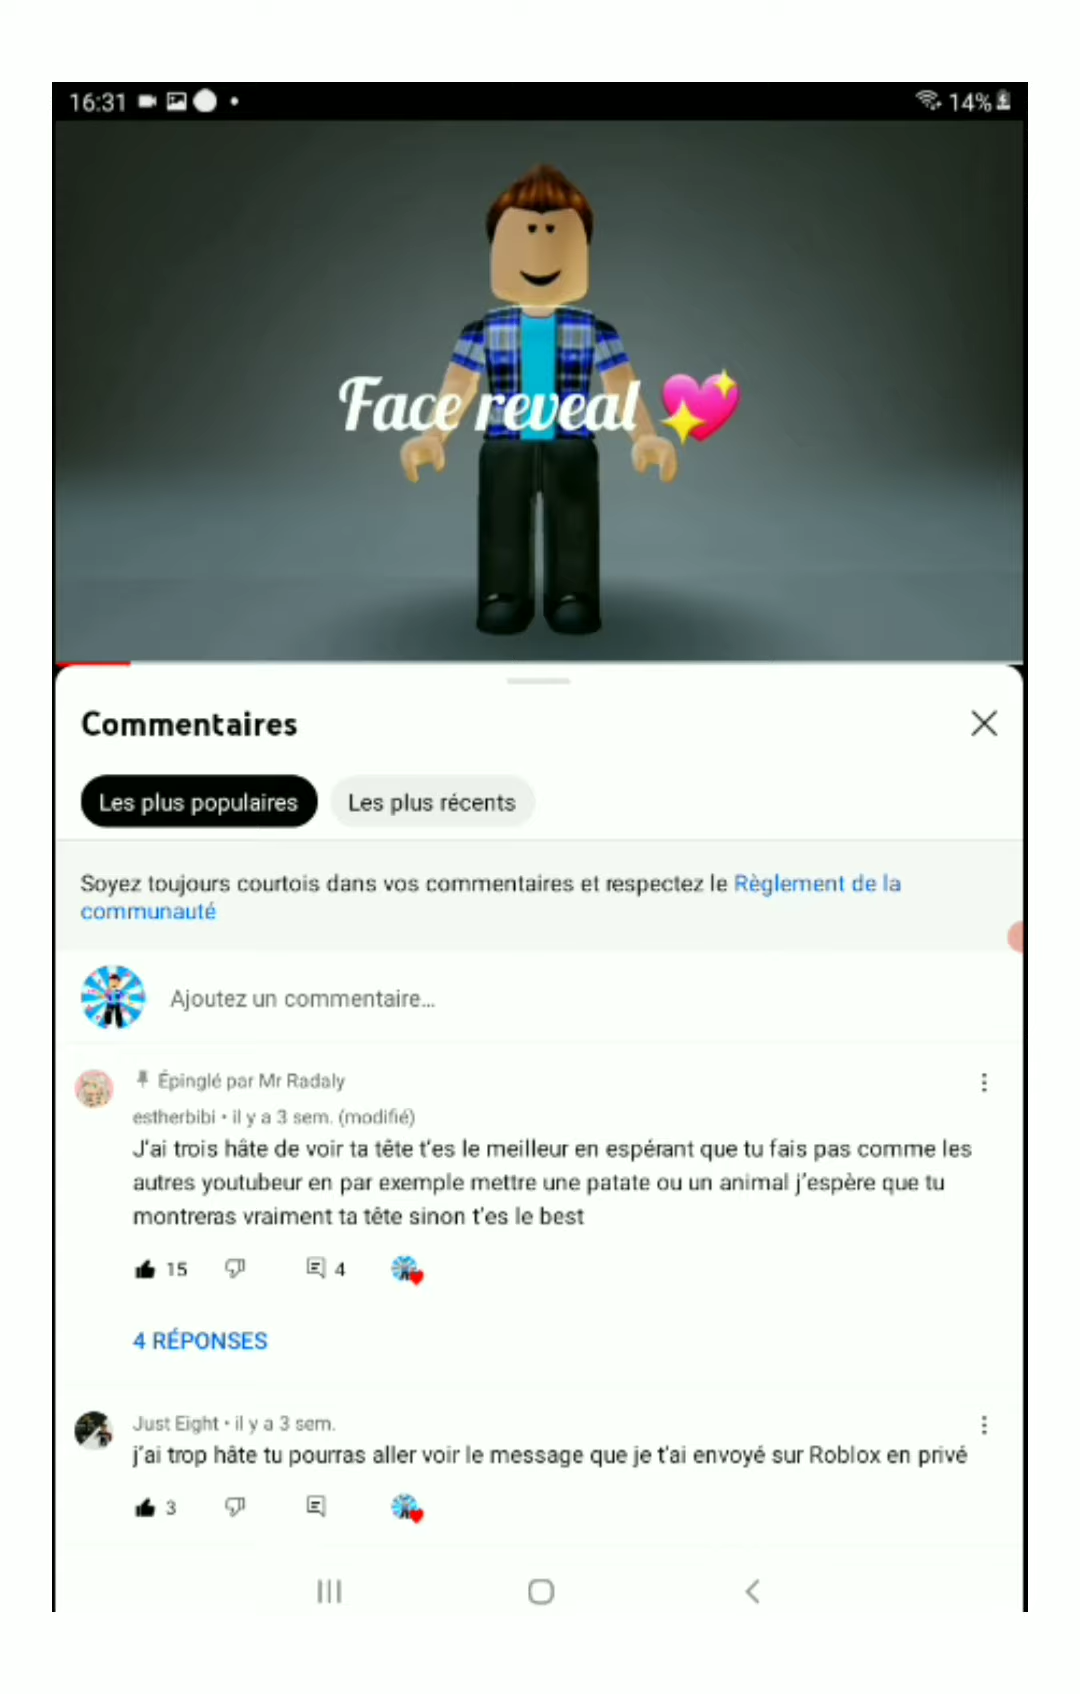 16:31
14%
Face reveal
Commentaires
Les plus populaires
Les plus récents
Soyez toujours courtois dans vos commentaires et respectez le Règlement de la
communauté
Ajoutez un commentaire...
Épinglé par Mr Radaly
estherbibi • il y a 3 sem. (modifié)
J'ai trois hâte de voir ta tête t'es le meilleur en espérant que tu fais pas comme les
autres youtubeur en par exemple mettre une patate ou un animal j'espère que tu
montreras vraiment ta tête sinon t'es le best
15
4
4 RÉPONSES
Just Eight • il y a 3 sem.
j'ai trop hâte tu pourras aller voir le message que je t'ai envoyé sur Roblox en privé
3